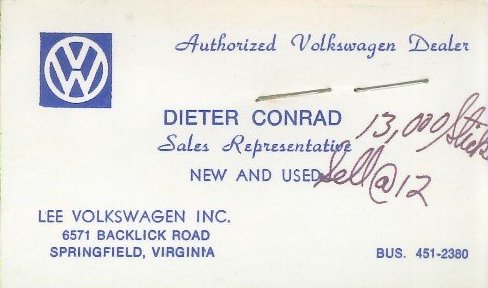 Authorized Volkswagen Dealer
DIETER CONRAD
13,000/
Sales Representative
NEW AND USED
Sell @ 12
LEE VOLKSWAGEN INC.
6571 BACKLICK ROAD
SPRINGFIELD, VIRGINIA
BUS. 451-2380